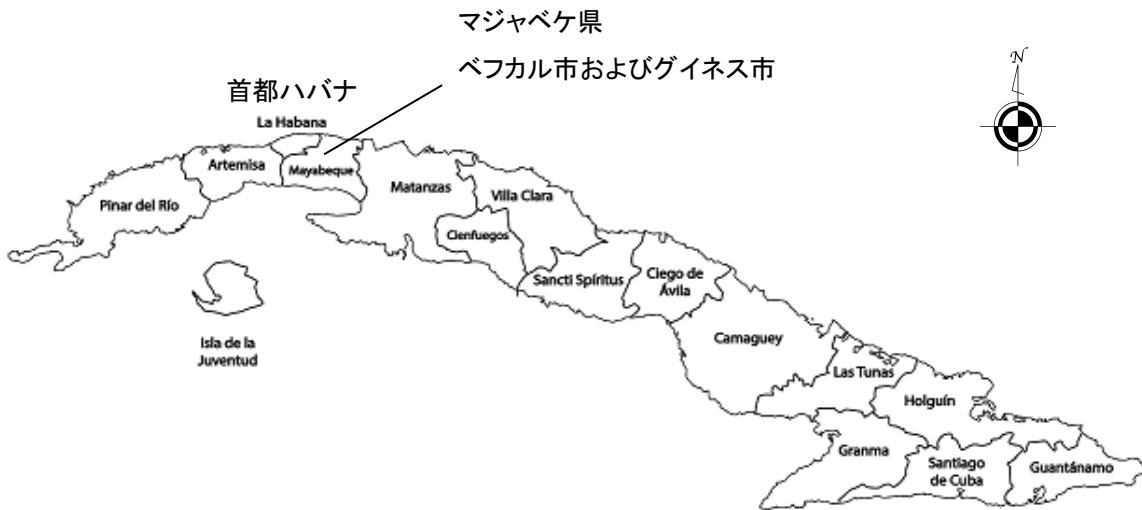 マジャベケ県
ベフカル市およびグイネス市
首都ハバナ
N
La Habana
Artemisa
Mayabeque
Pinar del Río
Matanzas
Villa Clara
Cienfuegos
Sancti Spíritus
Ciego de
Ávila
Isla de la
Juventud
Camaguey
Las Tunas
Holguín
Granma
Santiago
de Cuba
Guantánamo